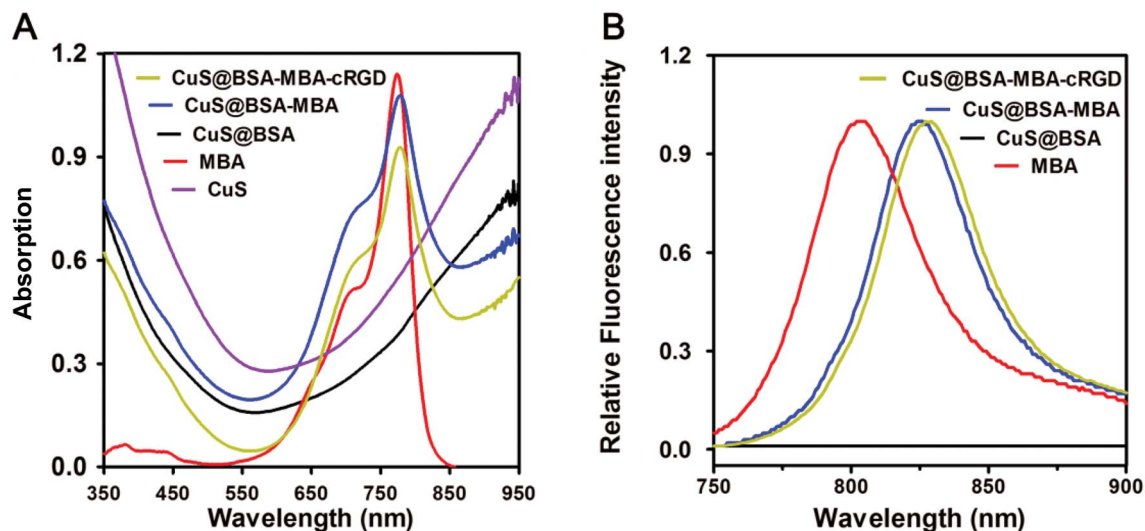 A
Absorption
1.2
0.9
0.6
0.3
0.0
CuS@BSA-MBA-cRGD
CuS@BSA-MBA
CuS@BSA
MBA
CuS
350 450 550 650 750 850 950
Wavelength (nm)
B
Relative Fluorescence intensity
1.2
0.9
0.6
0.3
0.0
CuS@BSA-MBA-cRGD
CuS@BSA-MBA
CuS@BSA
MBA
750 800 850 900
Wavelength (nm)